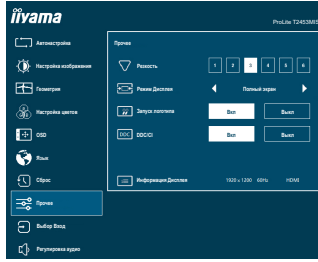 iiyama
ProLite T2453MIS
Автонастройка
Настройка изображения
Геометрия
Настройка цветов
OSD
Язык
Сброс
Прочее
Выбор Вход
Регулировка аудио
Прочее
Резкость 1 2 3 4 5 6
Режим Дисплея Полный экран
Запуск логотипа Вкл Выкл
DDC DDC/CI Вкл Выкл
Информация Дисплея 1920 x 1200 60Hz HDMI